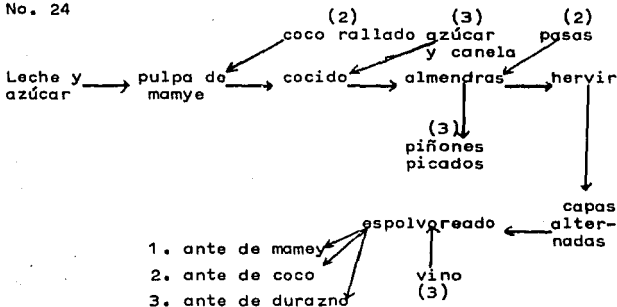 No. 24
(2) (3) (2)
coco rallado azúcar pasas
y canela
Leche y pulpa do cocido almendras hervir
azúcar mamye
(3)
piñones
picados
capas
espolvoreado alter-
nadas
1. ante de mamey
2. ante de coco vino
3. ante de durazno (3)